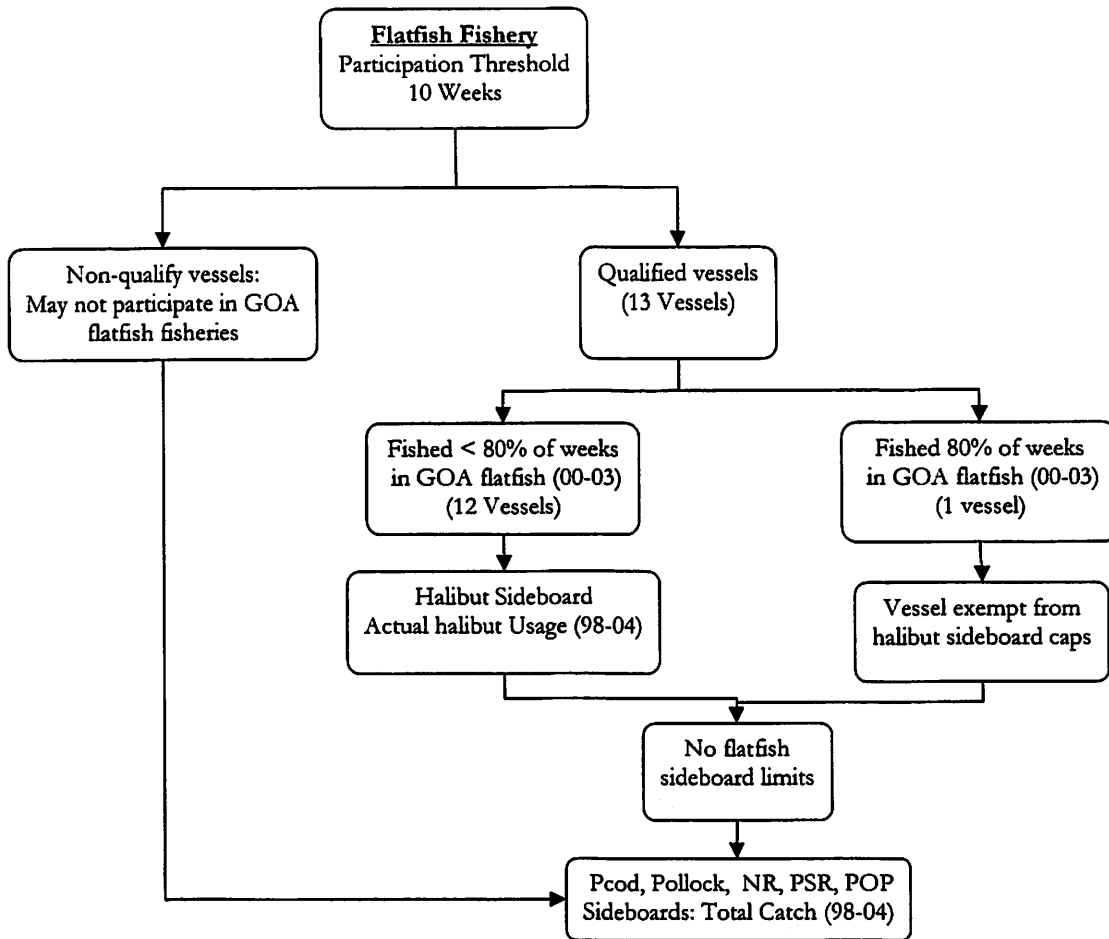 Flatfish Fishery
Participation Threshold
10 Weeks
Non-qualify vessels:
May not participate in GOA
flatfish fisheries
Qualified vessels
(13 Vessels)
Fished < 80% of weeks
in GOA flatfish (00-03)
(12 Vessels)
Fished 80% of weeks
in GOA flatfish (00-03)
(1 vessel)
Halibut Sideboard
Actual halibut Usage (98-04)
Vessel exempt from
halibut sideboard caps
No flatfish
sideboard limits
Pcod, Pollock, NR, PSR, POP
Sideboards: Total Catch (98-04)